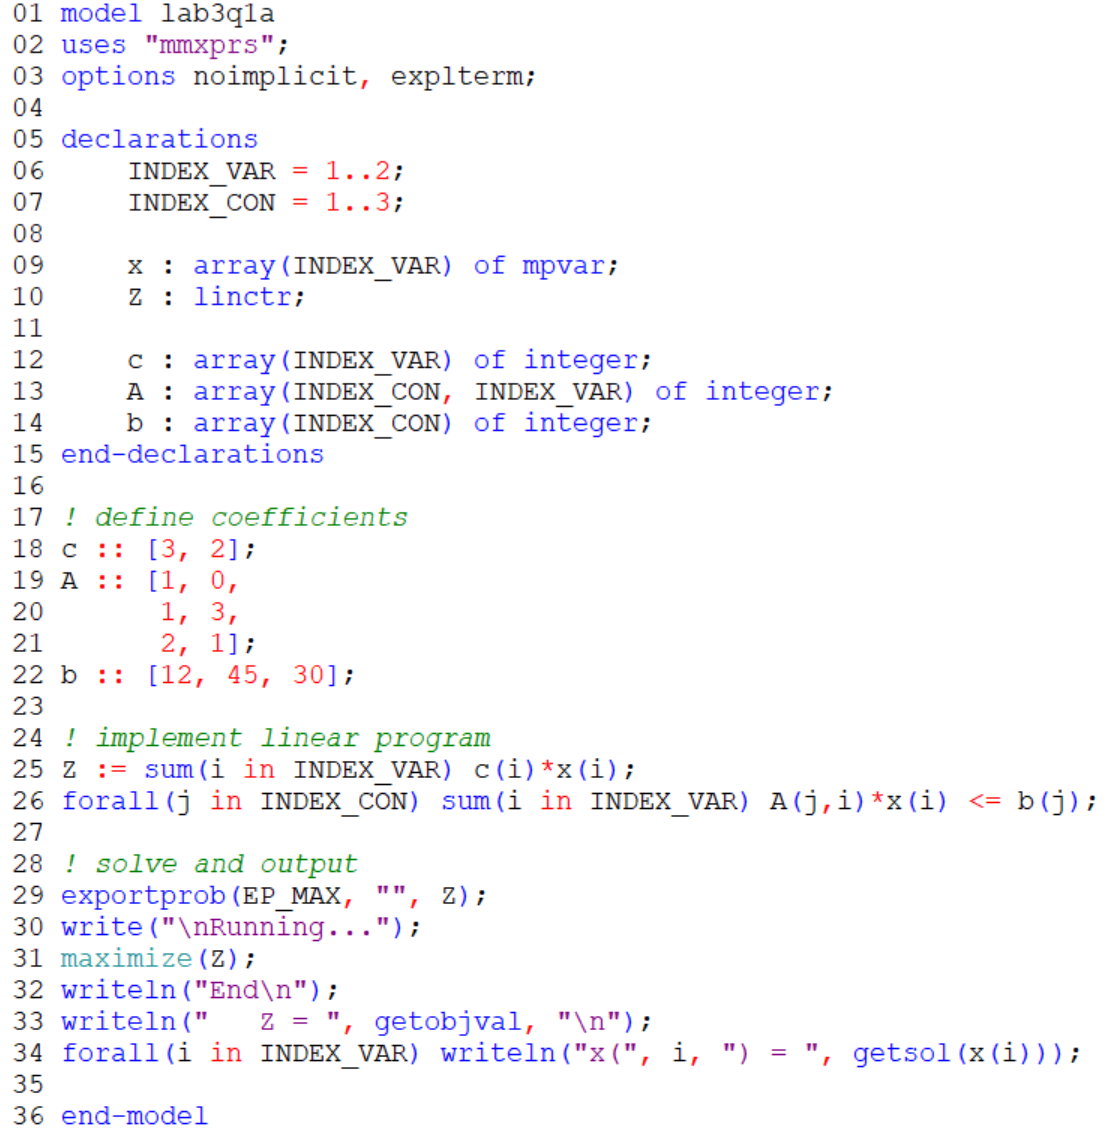 01 model lab3q1a
02 uses "mmxprs";
03 options noimplicit, explterm;
04
05 declarations
06     INDEX_VAR = 1..2;
07     INDEX_CON = 1..3;
08
09     x : array(INDEX_VAR) of mpvar;
10     Z : linctr;
11
12     c : array(INDEX_VAR) of integer;
13     A : array(INDEX_CON, INDEX_VAR) of integer;
14     b : array(INDEX_CON) of integer;
15 end-declarations
16
17 ! define coefficients
18 c :: [3, 2];
19 A :: [1, 0,
20       1, 3,
21       2, 1];
22 b :: [12, 45, 30];
23
24 ! implement linear program
25 Z := sum(i in INDEX_VAR) c(i)*x(i);
26 forall(j in INDEX_CON) sum(i in INDEX_VAR) A(j,i)*x(i) <= b(j);
27
28 ! solve and output
29 exportprob(EP_MAX, "", Z);
30 write("\nRunning...");
31 maximize(Z);
32 writeln("End\n");
33 writeln("   Z = ", getobjval, "\n");
34 forall(i in INDEX_VAR) writeln("x(", i, ") = ", getsol(x(i)));
35
36 end-model